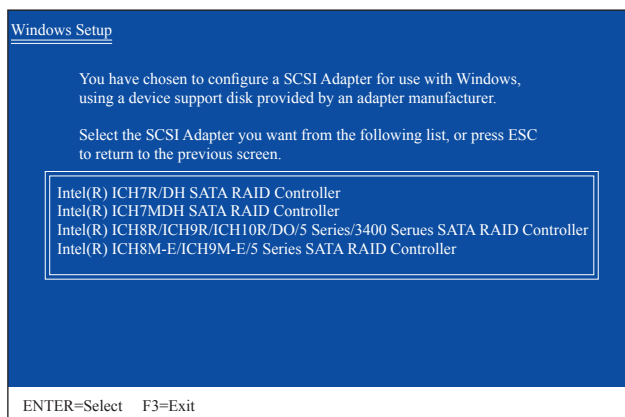 Windows Setup
You have chosen to configure a SCSI Adapter for use with Windows,
using a device support disk provided by an adapter manufacturer.
Select the SCSI Adapter you want from the following list, or press ESC
to return to the previous screen.
Intel(R) ICH7R/DH SATA RAID Controller
Intel(R) ICH7MDH SATA RAID Controller
Intel(R) ICH8R/ICH9R/ICH10R/DO/5 Series/3400 Serues SATA RAID Controller
Intel(R) ICH8M-E/ICH9M-E/5 Series SATA RAID Controller
ENTER=Select F3=Exit